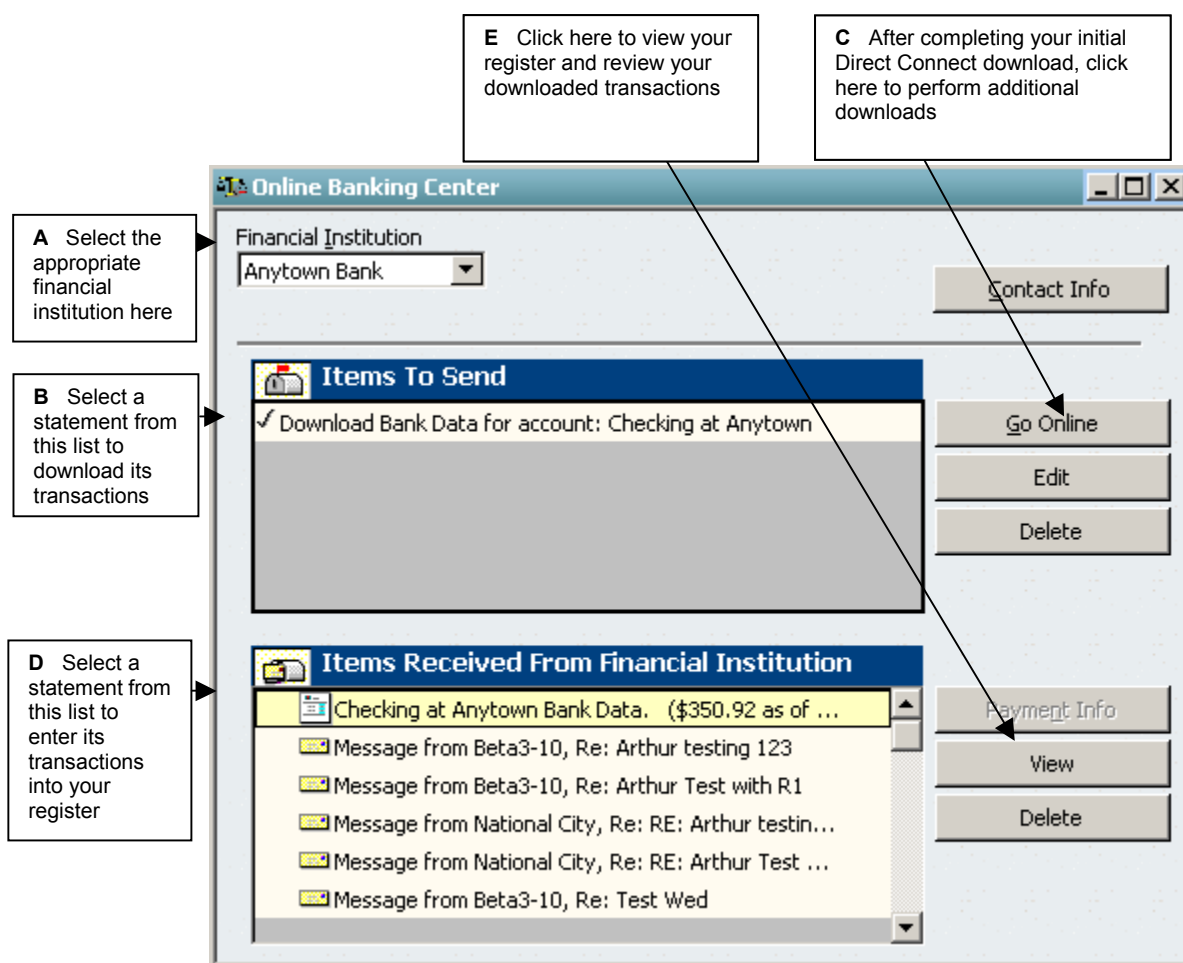 E Click here to view your
register and review your
downloaded transactions
C After completing your initial
Direct Connect download, click
here to perform additional
downloads
Online Banking Center
A Select the
appropriate
financial
institution here
Financial Institution
Anytown Bank
Contact Info
B Select a
statement from
this list to
download its
transactions
Items To Send
Download Bank Data for account: Checking at Anytown
Go Online
Edit
Delete
D Select a
statement from
this list to
enter its
transactions
into your
register
Items Received From Financial Institution
Checking at Anytown Bank Data. ($350.92 as of ...
Message from Beta3-10, Re: Arthur testing 123
Message from Beta3-10, Re: Arthur Test with R1
Message from National City, Re: RE: Arthur testin...
Message from National City, Re: RE: Arthur Test ...
Message from Beta3-10, Re: Test Wed
Payment Info
View
Delete